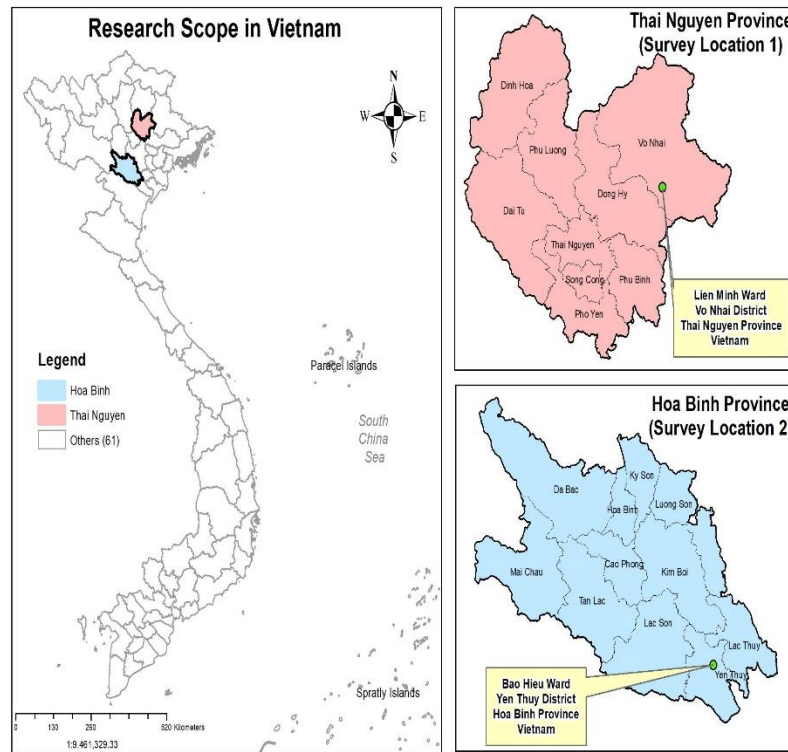 Research Scope in Vietnam
N
W E
S
Paracel Islands
South
China
Sea
Legend
Hoa Binh
Thai Nguyen
Others (61)
Spratly Islands
0 130 260 520 Kilometers
1:9,461,329.33
Thai Nguyen Province
(Survey Location 1)
Dinh Hoa
Vo Nhai
Phu Luong
Dong Hy
Dai Tu
Thai Nguyen
Song Cong
Phu Binh
Pho Yen
Lien Minh Ward
Vo Nhai District
Thai Nguyen Province
Vietnam
Hoa Binh Province
(Survey Location 2
Ky Son
Da Bac
Hoa Binh
Luong Son
Mai Chau
Cao Phong
Kim Boi
Tan Lac
Lac Son
Lac Thuy
Yen Thuy
Bao Hieu Ward
Yen Thuy District
Hoa Binh Province
Vietnam